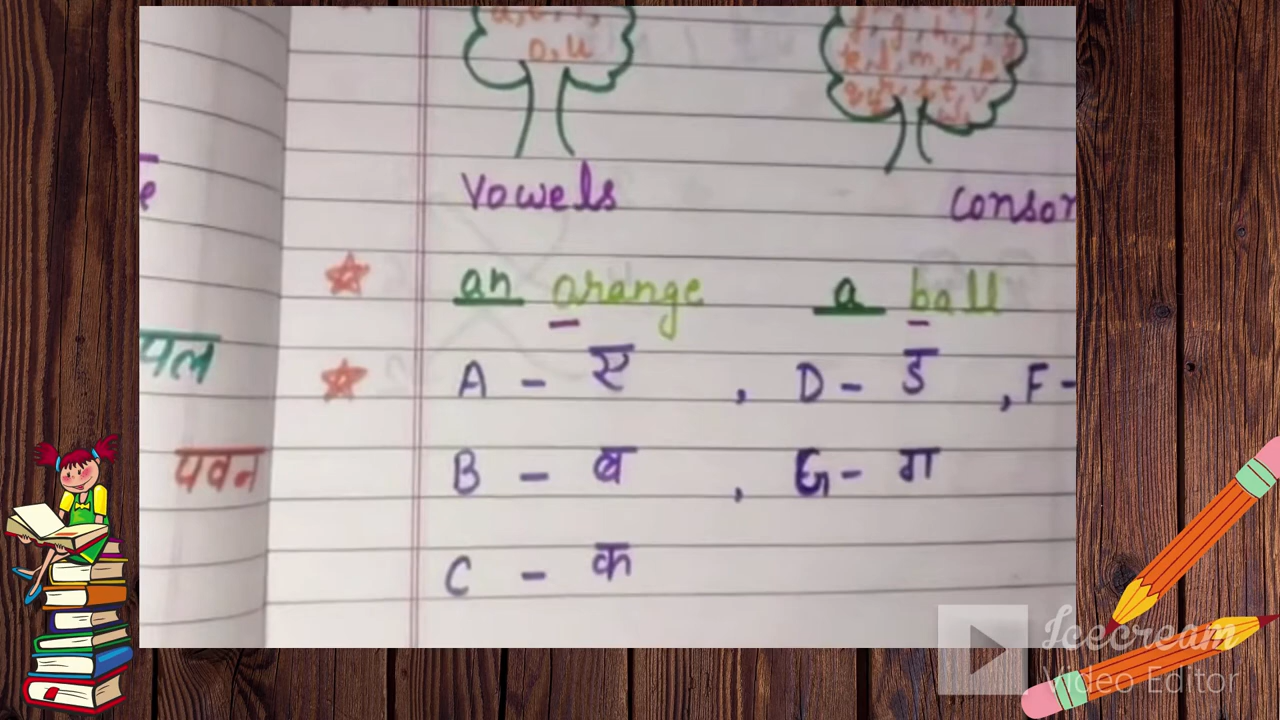 o, u
k, l, m, n, p
Vowels
an orange a ball
A - ए , D - ड , F -
पल
B - ब , G - ग
पवन
C - क
Icecream
Video Editor